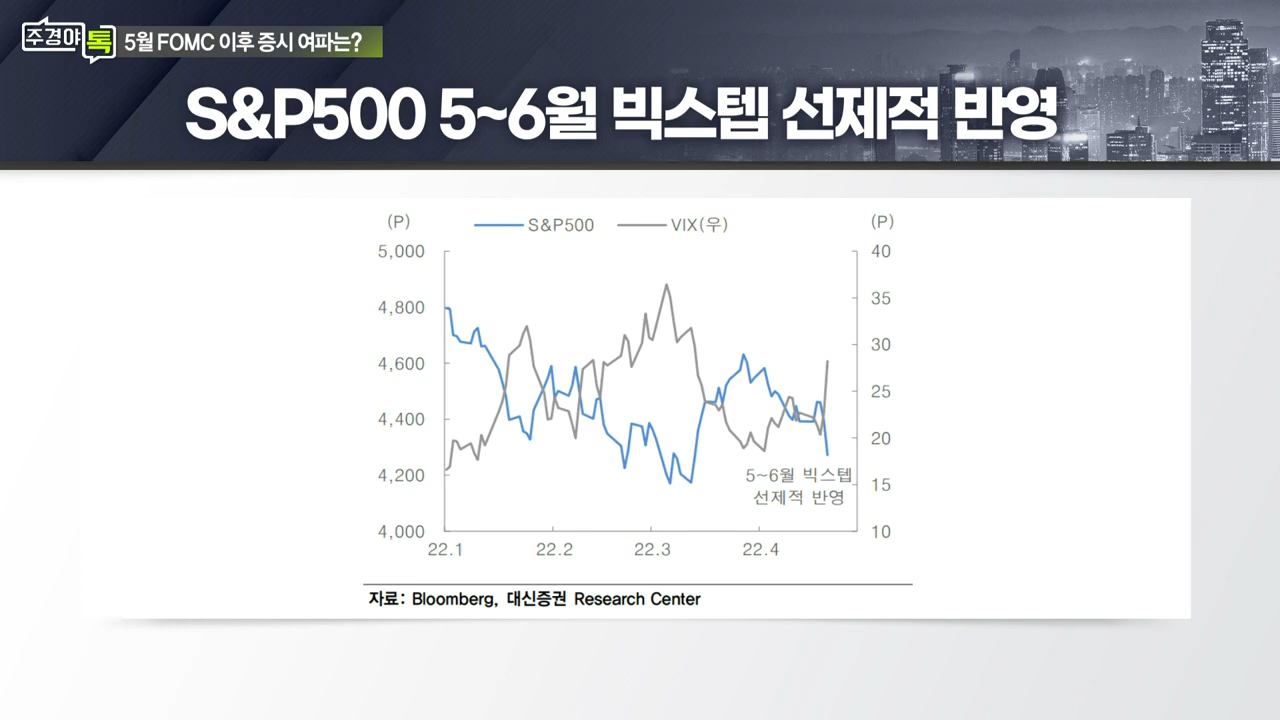 주경야톡
5월 FOMC 이후 증시 여파는?
S&P500 5~6월 빅스텝 선제적 반영
(P) S&P500 VIX(우) (P)
5,000 40
4,800 35
4,600 30
25
4,400
20
4,200 15
4,000 10
5~6월 빅스텝
선제적 반영
22.1 22.2 22.3 22.4
자료: Bloomberg, 대신증권 Research Center